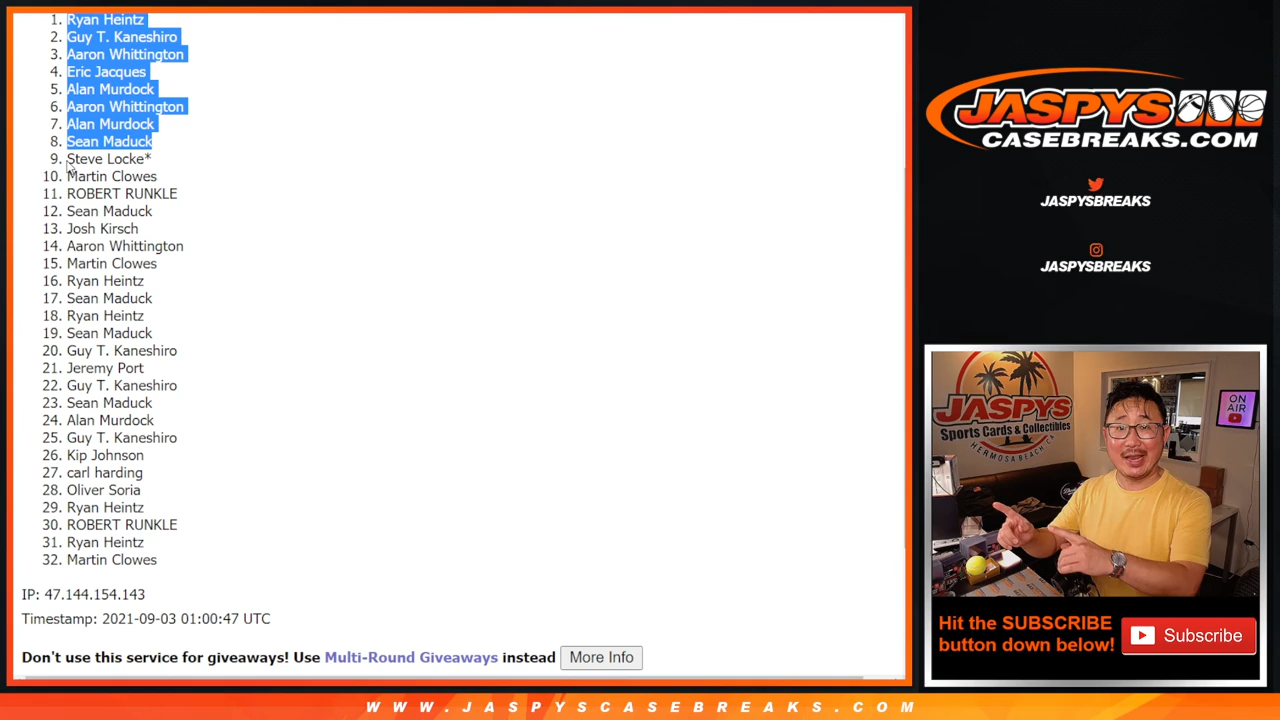 1. Ryan Heintz
2. Guy T. Kaneshiro
3. Aaron Whittington
4. Eric Jacques
5. Alan Murdock
6. Aaron Whittington
7. Alan Murdock
8. Sean Maduck
9. Steve Locke*
10. Martin Clowes
11. ROBERT RUNKLE
12. Sean Maduck
13. Josh Kirsch
14. Aaron Whittington
15. Martin Clowes
16. Ryan Heintz
17. Sean Maduck
18. Ryan Heintz
19. Sean Maduck
20. Guy T. Kaneshiro
21. Jeremy Port
22. Guy T. Kaneshiro
23. Sean Maduck
24. Alan Murdock
25. Guy T. Kaneshiro
26. Kip Johnson
27. carl harding
28. Oliver Soria
29. Ryan Heintz
30. ROBERT RUNKLE
31. Ryan Heintz
32. Martin Clowes
IP: 47.144.154.143
Timestamp: 2021-09-03 01:00:47 UTC
Don't use this service for giveaways! Use Multi-Round Giveaways instead More Info
JASPYS
CASEBREAKS.COM
JASPYSBREAKS
JASPYSBREAKS
JASPYS
Sports Cards & Collectibles
HERMOSA BEACH, CA
ON
AIR
Hit the SUBSCRIBE
button down below!
Subscribe
WWW.JASPYSCASEBREAKS.COM